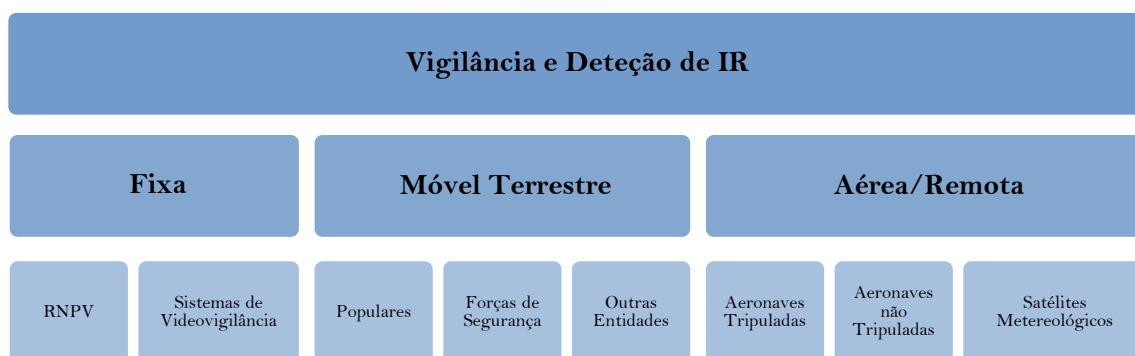 Vigilância e Deteção de IR
Fixa
Móvel Terrestre
Aérea/Remota
RNPV
Sistemas de
Videovigilância
Populares
Forças de
Segurança
Outras
Entidades
Aeronaves
Tripuladas
Aeronaves
não
Tripuladas
Satélites
Metereológicos